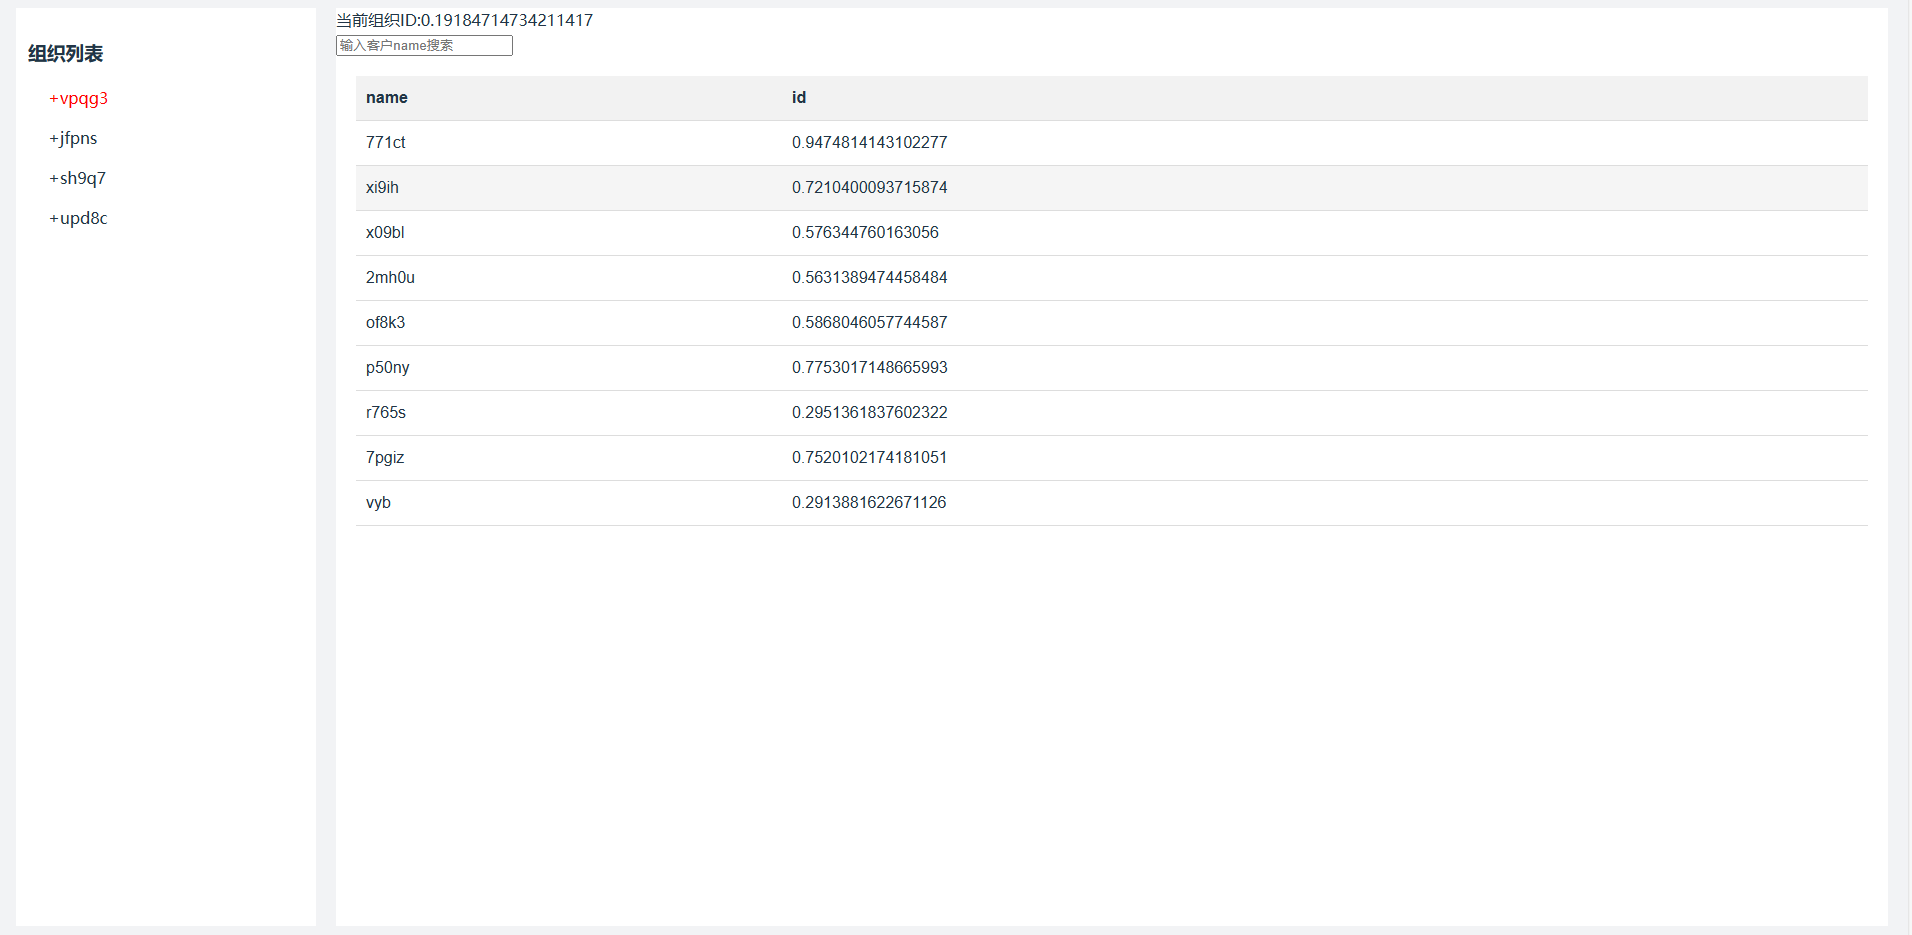 组织列表
+vpqg3
+jfpns
+sh9q7
+upd8c
当前组织ID:0.19184714734211417
输入客户name搜索
name id
771ct 0.9474814143102277
xi9ih 0.7210400093715874
x09bl 0.576344760163056
2mh0u 0.5631389474458484
of8k3 0.5868046057744587
p50ny 0.7753017148665993
r765s 0.2951361837602322
7pgiz 0.7520102174181051
vyb 0.2913881622671126